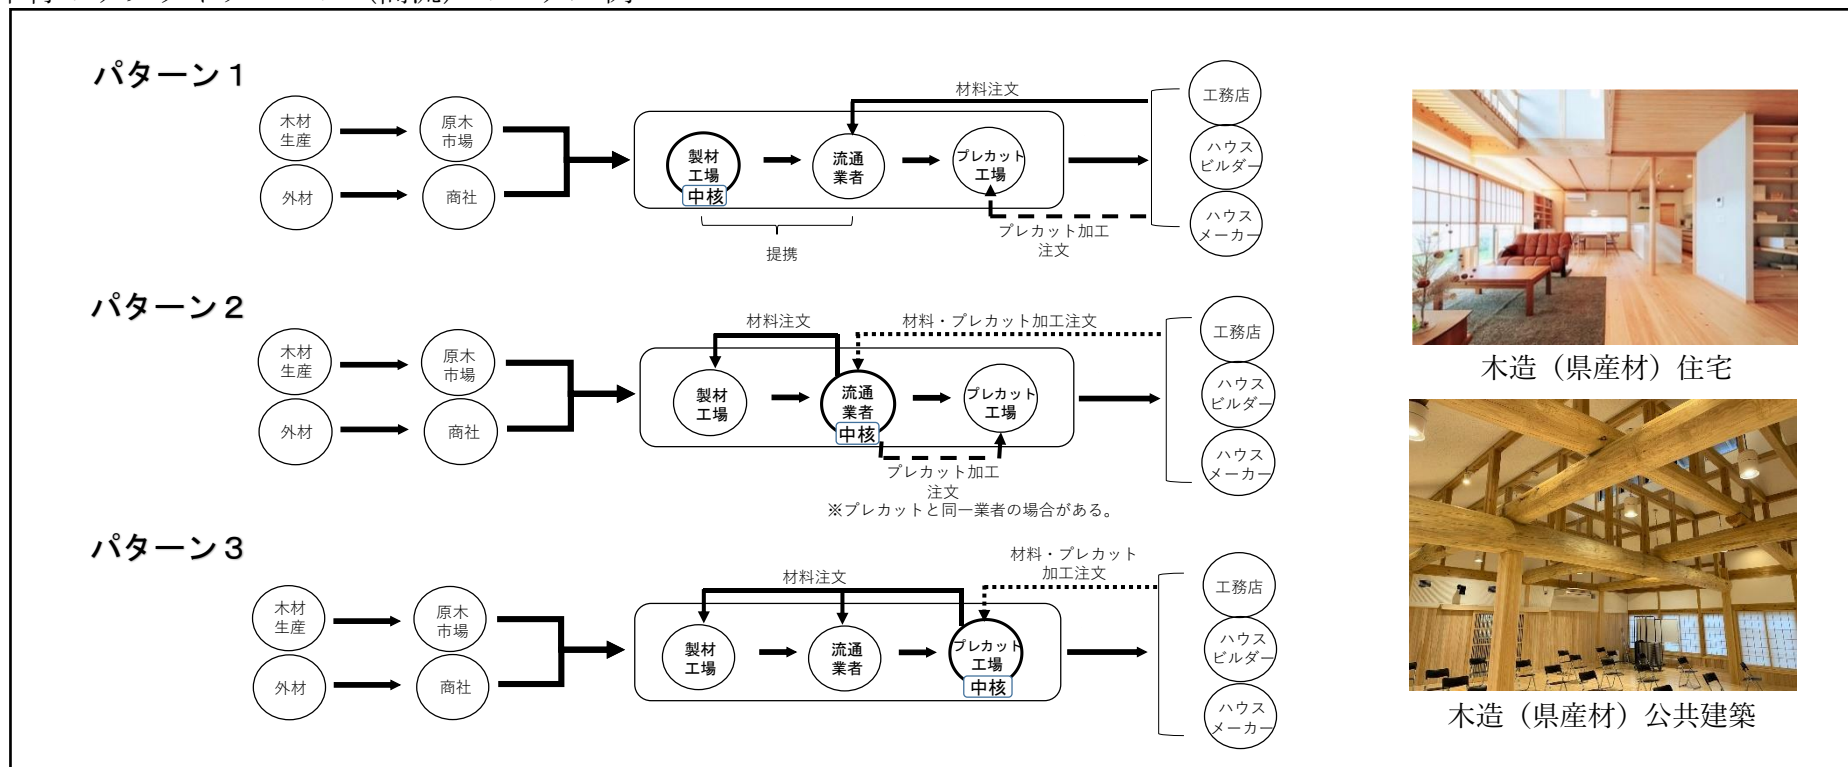 パターン１
木材
生産
原木
市場
外材
商社
製材
工場
中核
流通
業者
プレカット
工場
提携
材料注文
プレカット加工
注文
工務店
ハウス
ビルダー
ハウス
メーカー
パターン２
木材
生産
原木
市場
外材
商社
材料注文
製材
工場
流通
業者
中核
プレカット
工場
材料・プレカット加工注文
プレカット加工
注文
※プレカットと同一業者の場合がある。
工務店
ハウス
ビルダー
ハウス
メーカー
パターン３
木材
生産
原木
市場
外材
商社
材料注文
製材
工場
流通
業者
プレカット
工場
中核
材料・プレカット
加工注文
工務店
ハウス
ビルダー
ハウス
メーカー
木造（県産材）住宅
木造（県産材）公共建築